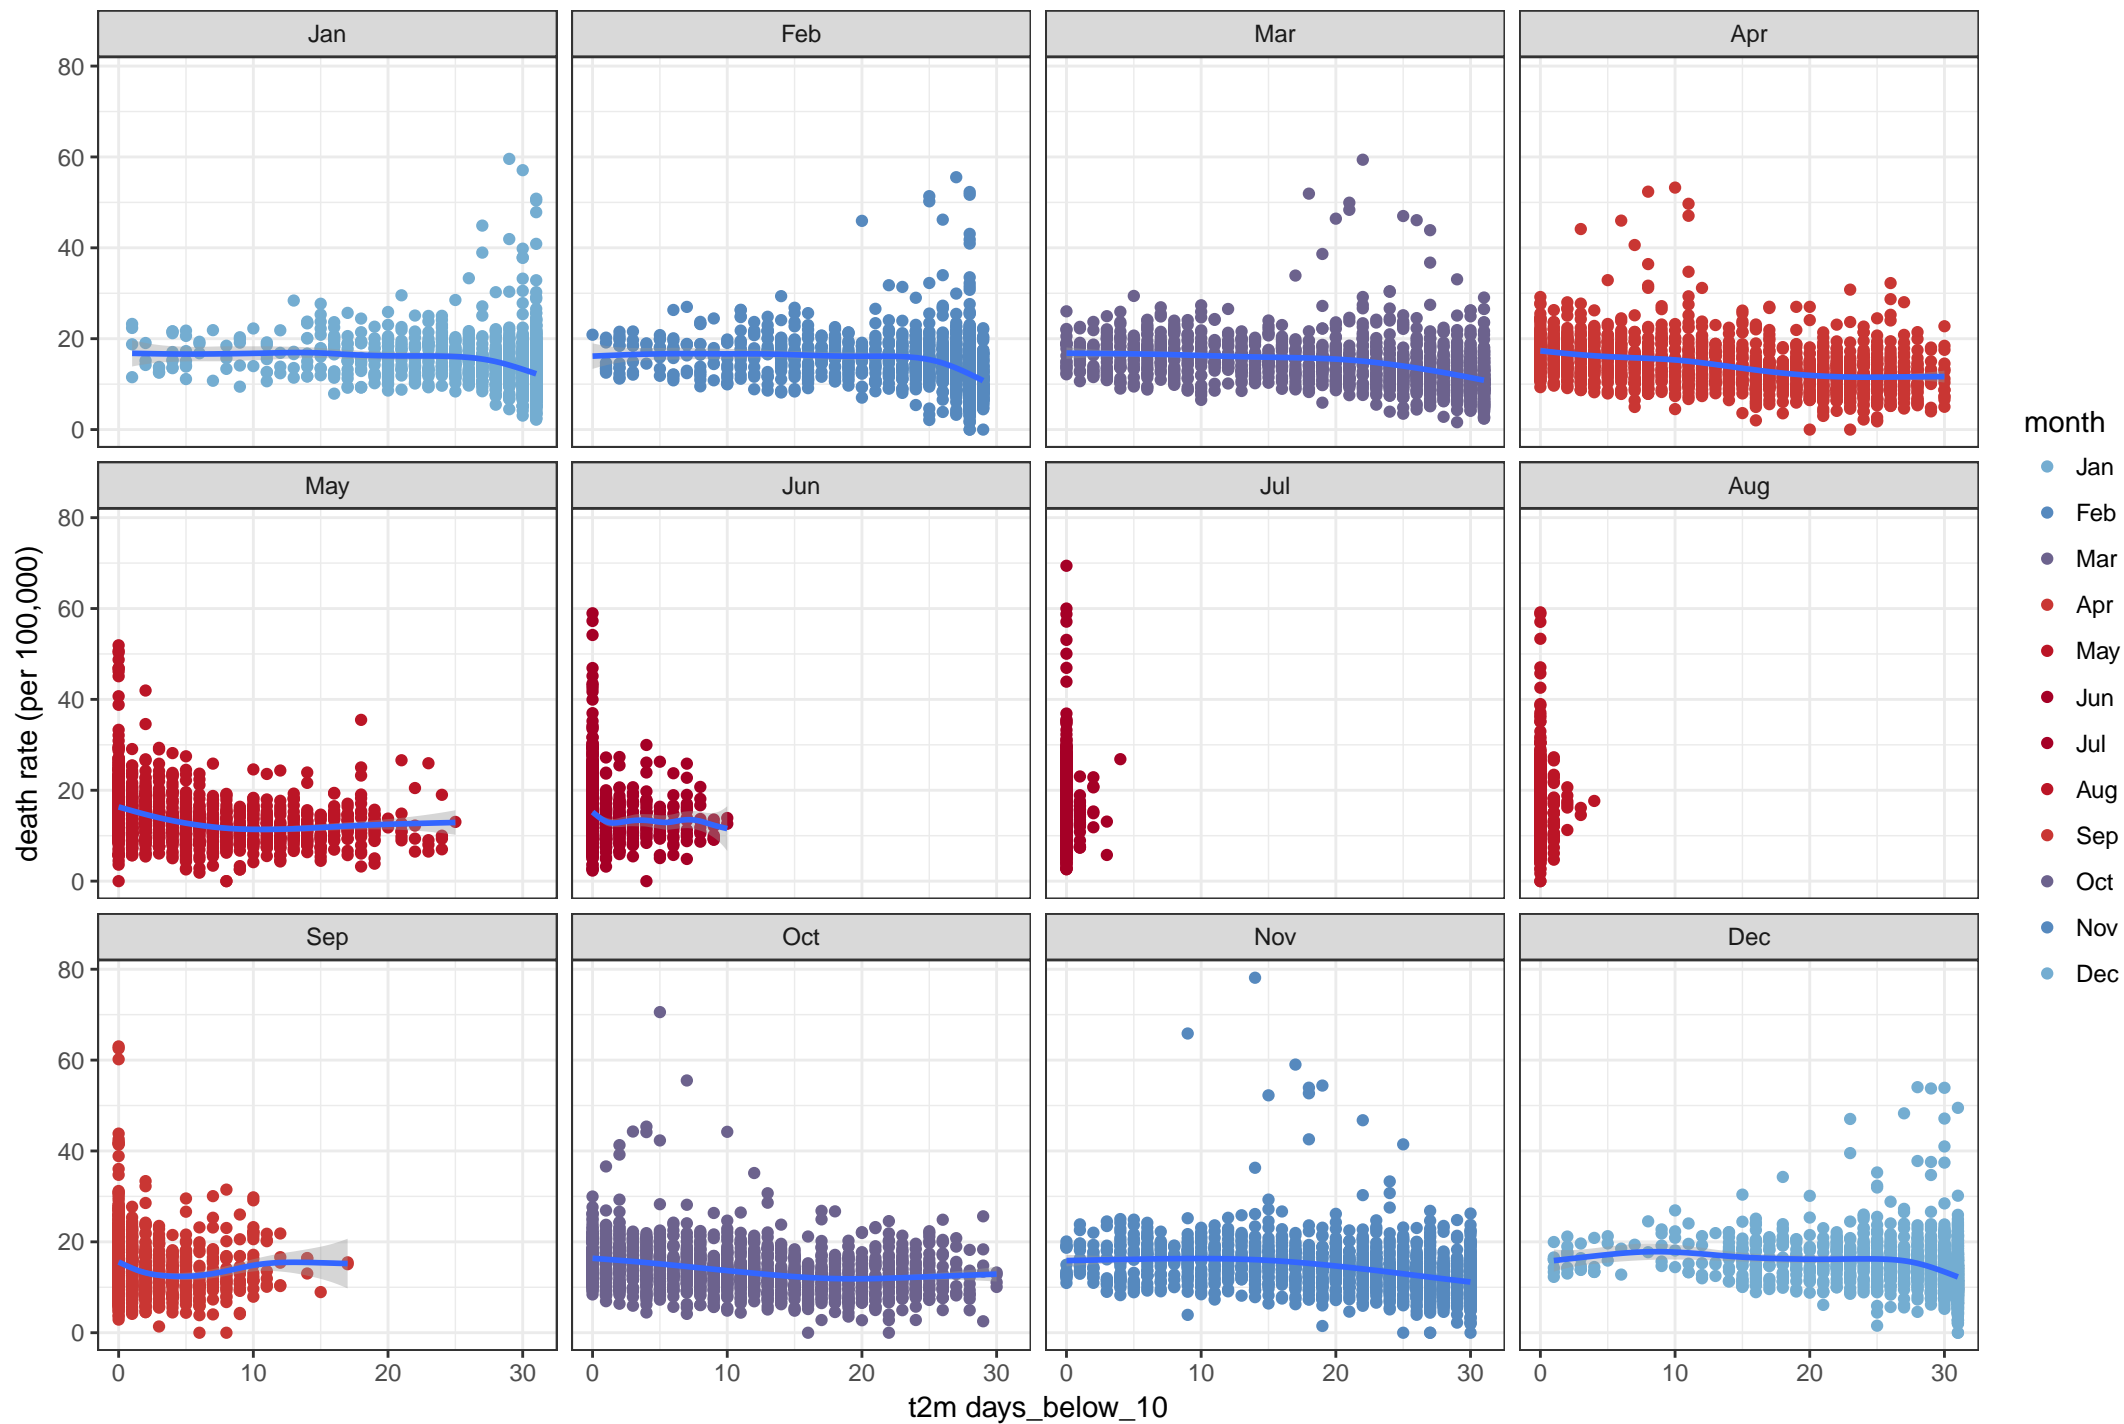 Jan Feb Mar Apr
80
60
40
20
0
May Jun Jul Aug
80
60
40
20
0
Sep Oct Nov Dec
80
60
40
20
0
0 10 20 30 0 10 20 30 0 10 20 30 0 10 20 30
t2m days_below_10
death rate (per 100,000)
month
Jan
Feb
Mar
Apr
May
Jun
Jul
Aug
Sep
Oct
Nov
Dec